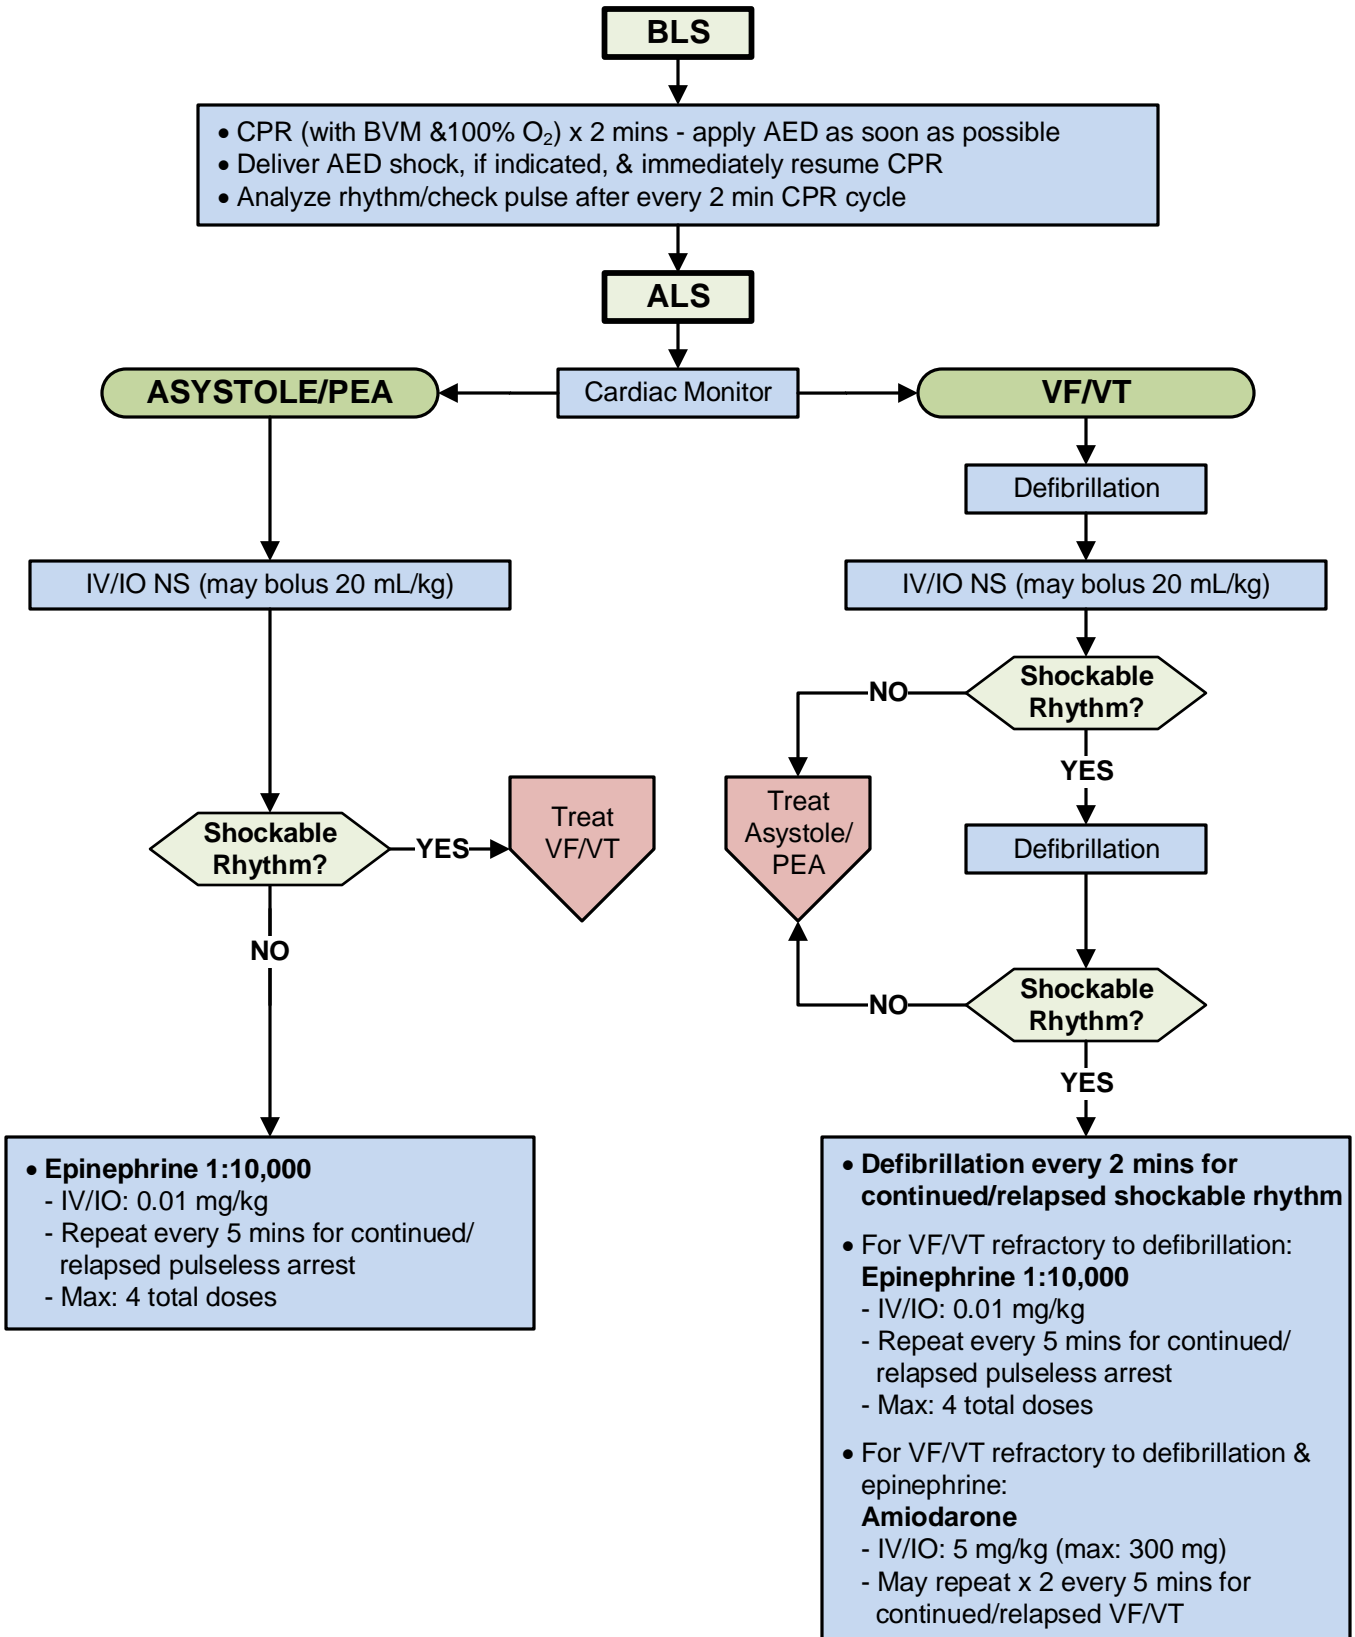 BLS
• CPR (with BVM &100% O₂) x 2 mins - apply AED as soon as possible
• Deliver AED shock, if indicated, & immediately resume CPR
• Analyze rhythm/check pulse after every 2 min CPR cycle
ALS
ASYSTOLE/PEA
Cardiac Monitor
VF/VT
Defibrillation
IV/IO NS (may bolus 20 mL/kg)
IV/IO NS (may bolus 20 mL/kg)
Shockable
Rhythm?
NO
YES
Treat
VF/VT
Treat
Asystole/
PEA
Defibrillation
Shockable
Rhythm?
YES
NO
Shockable
Rhythm?
NO
YES
• Epinephrine 1:10,000
- IV/IO: 0.01 mg/kg
- Repeat every 5 mins for continued/
relapsed pulseless arrest
- Max: 4 total doses
• Defibrillation every 2 mins for
continued/relapsed shockable rhythm
• For VF/VT refractory to defibrillation:
Epinephrine 1:10,000
- IV/IO: 0.01 mg/kg
- Repeat every 5 mins for continued/
relapsed pulseless arrest
- Max: 4 total doses
• For VF/VT refractory to defibrillation &
epinephrine:
Amiodarone
- IV/IO: 5 mg/kg (max: 300 mg)
- May repeat x 2 every 5 mins for
continued/relapsed VF/VT